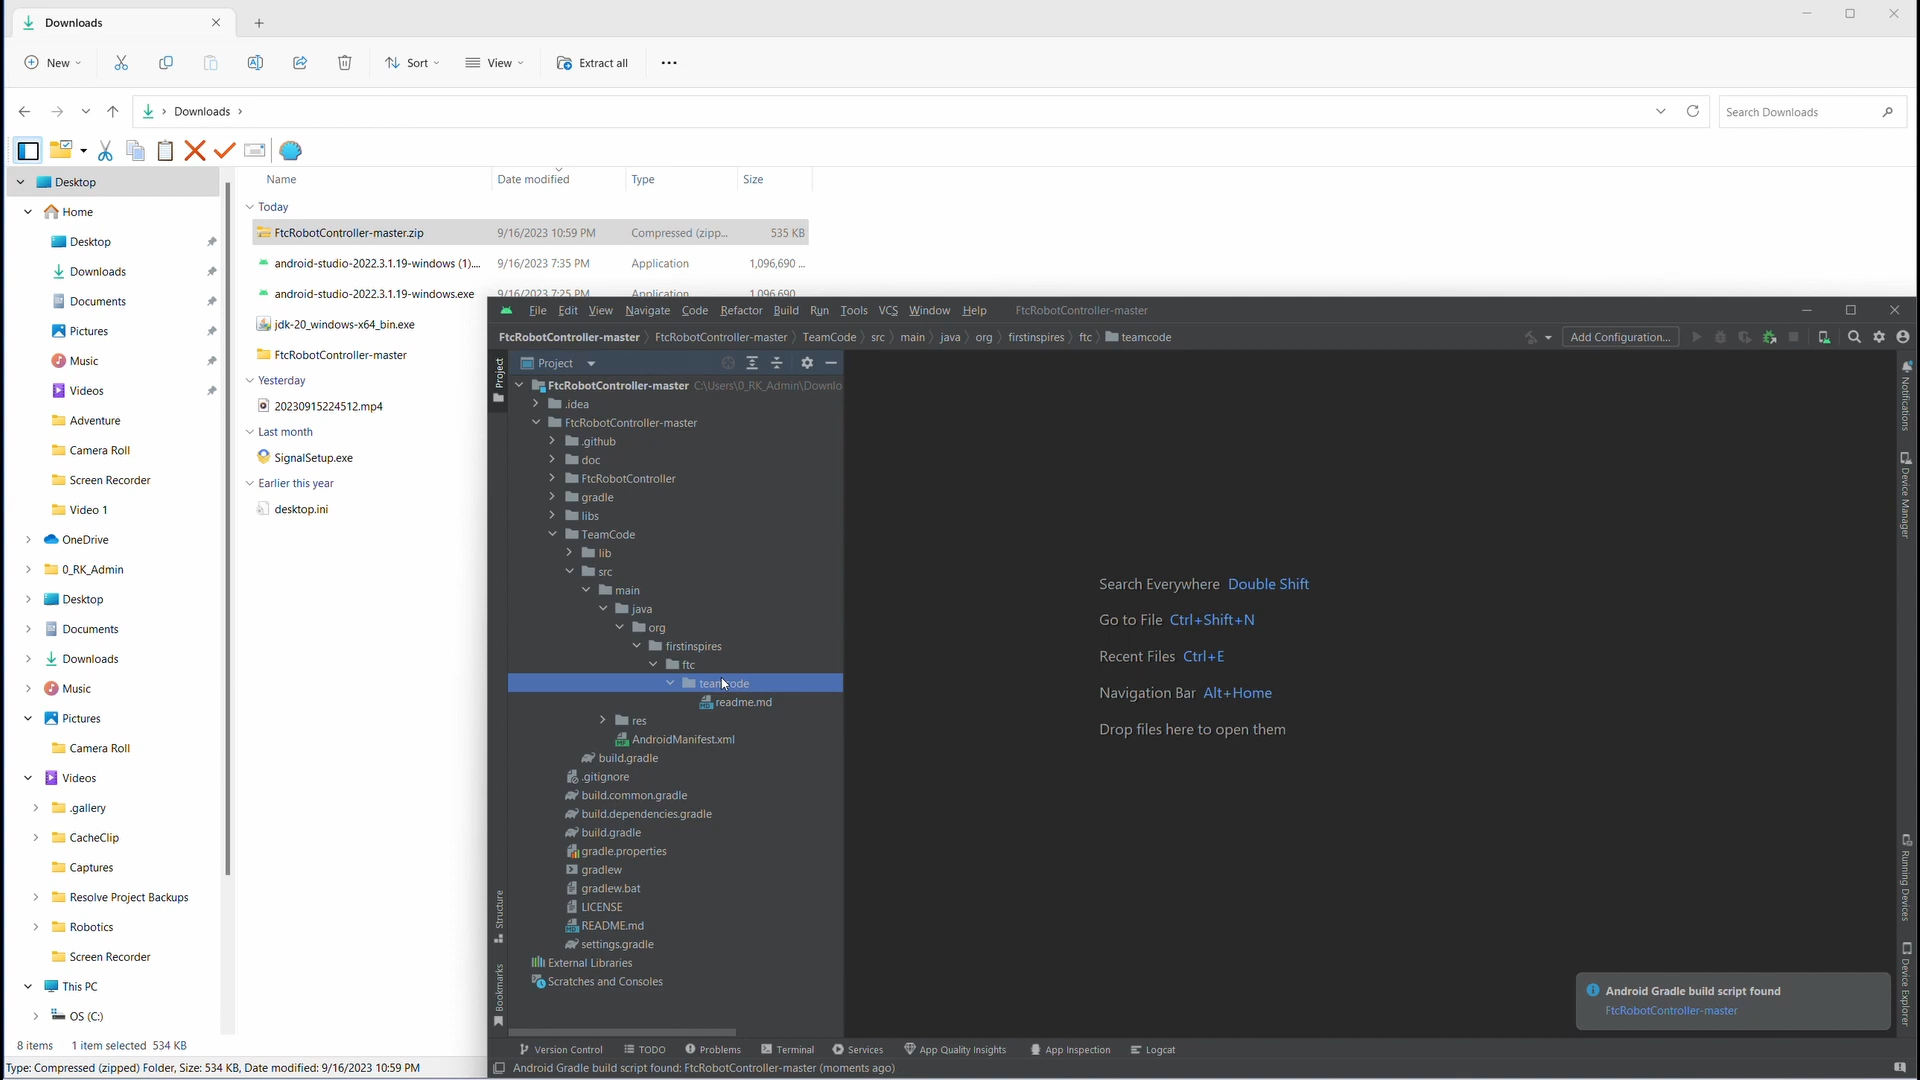 Downloads
New
Sort
View
Extract all
Downloads
Search Downloads
Desktop
Home
Desktop
Downloads
Documents
Pictures
Music
Videos
Adventure
Camera Roll
Screen Recorder
Video 1
OneDrive
0_RK_Admin
Desktop
Documents
Downloads
Music
Pictures
Camera Roll
Videos
.gallery
CacheClip
Captures
Resolve Project Backups
Robotics
Screen Recorder
This PC
OS (C:)
Name Date modified Type Size
Today
FtcRobotController-master.zip 9/16/2023 10:59 PM Compressed (zipp... 535 KB
android-studio-2022.3.1.19-windows (1).... 9/16/2023 7:35 PM Application 1,096,690 ...
android-studio-2022.3.1.19-windows.exe 9/16/2023 7:25 PM Application 1,096,690
jdk-20_windows-x64_bin.exe
FtcRobotController-master
Yesterday
20230915224512.mp4
Last month
SignalSetup.exe
Earlier this year
desktop.ini
8 items 1 item selected 534 KB
Type: Compressed (zipped) Folder, Size: 534 KB, Date modified: 9/16/2023 10:59 PM
File Edit View Navigate Code Refactor Build Run Tools VCS Window Help FtcRobotController-master
FtcRobotController-master FtcRobotController-master TeamCode src main java org firstinspires ftc teamcode
Add Configuration...
Project
Project
FtcRobotController-master C:\Users\0_RK_Admin\Downlo
.idea
FtcRobotController-master
.github
doc
FtcRobotController
gradle
libs
TeamCode
lib
src
main
java
org
firstinspires
ftc
teamcode
readme.md
res
AndroidManifest.xml
build.gradle
.gitignore
build.common.gradle
build.dependencies.gradle
build.gradle
gradle.properties
gradlew
gradlew.bat
LICENSE
README.md
settings.gradle
External Libraries
Scratches and Consoles
Structure
Bookmarks
Search Everywhere Double Shift
Go to File Ctrl+Shift+N
Recent Files Ctrl+E
Navigation Bar Alt+Home
Drop files here to open them
Notifications
Device Manager
Running Devices
Device Explorer
Android Gradle build script found
FtcRobotController-master
Version Control TODO Problems Terminal Services App Quality Insights App Inspection Logcat
Android Gradle build script found: FtcRobotController-master (moments ago)